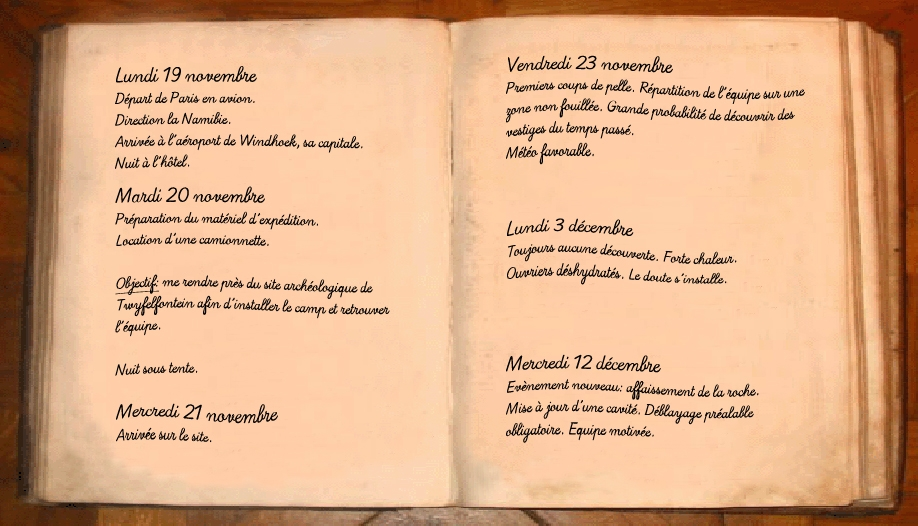 Lundi 19 novembre
Départ de Paris en avion.
Direction la Namibie.
Arrivée à l'aéroport de Windhoek, sa capitale.
Nuit à l'hôtel.
Mardi 20 novembre
Préparation du matériel d'expédition.
Location d'une camionnette.
Objectif: me rendre près du site archéologique de
Twyfelfontein afin d'installer le camp et retrouver
l'équipe.
Nuit sous tente.
Mercredi 21 novembre
Arrivée sur le site.
Vendredi 23 novembre
Premiers coups de pelle. Répartition de l'équipe sur une
zone non fouillée. Grande probabilité de découvrir des
vestiges du temps passé.
Météo favorable.
Lundi 3 décembre
Toujours aucune découverte. Forte chaleur.
Ouvriers déshydratés. Le doute s'installe.
Mercredi 12 décembre
Evènement nouveau: affaissement de la roche.
Mise à jour d'une cavité. Déblayage préalable
obligatoire. Equipe motivée.